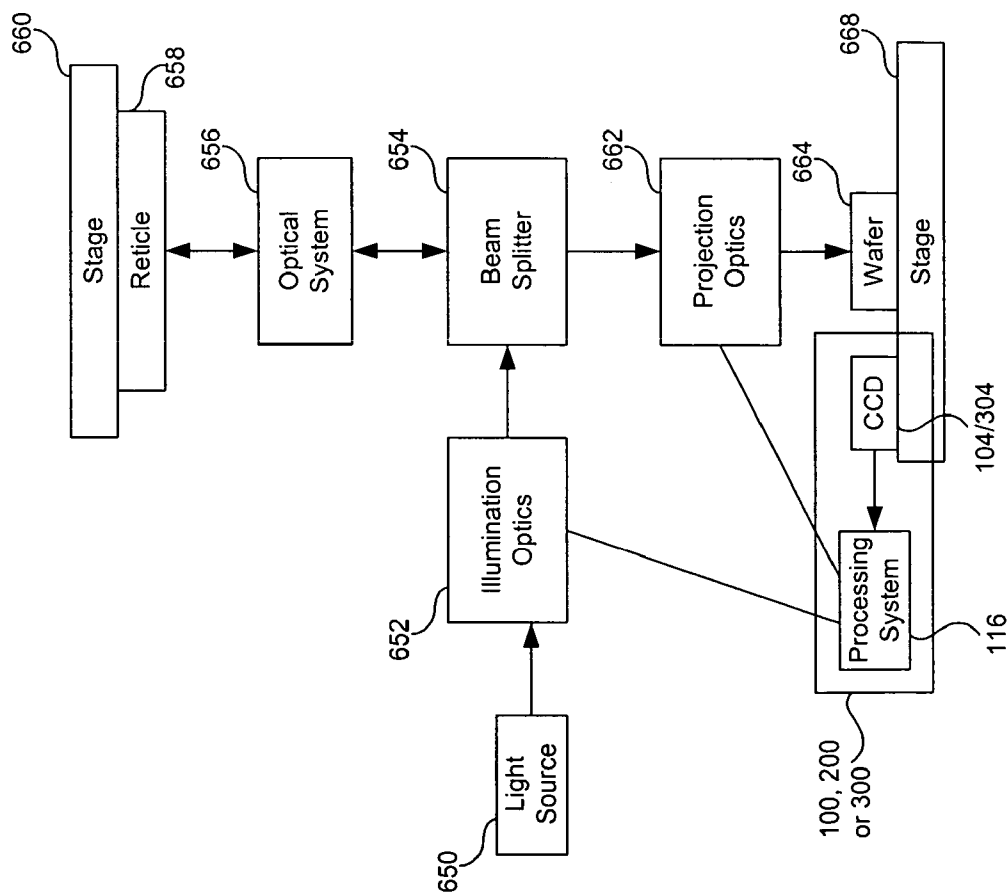 660
Stage
658
Reticle
656
Optical
System
654
Beam
Splitter
652
Illumination
Optics
650
Light
Source
662
Projection
Optics
664
Wafer
668
Stage
CCD
104/304
Processing
System
116
100, 200
or 300